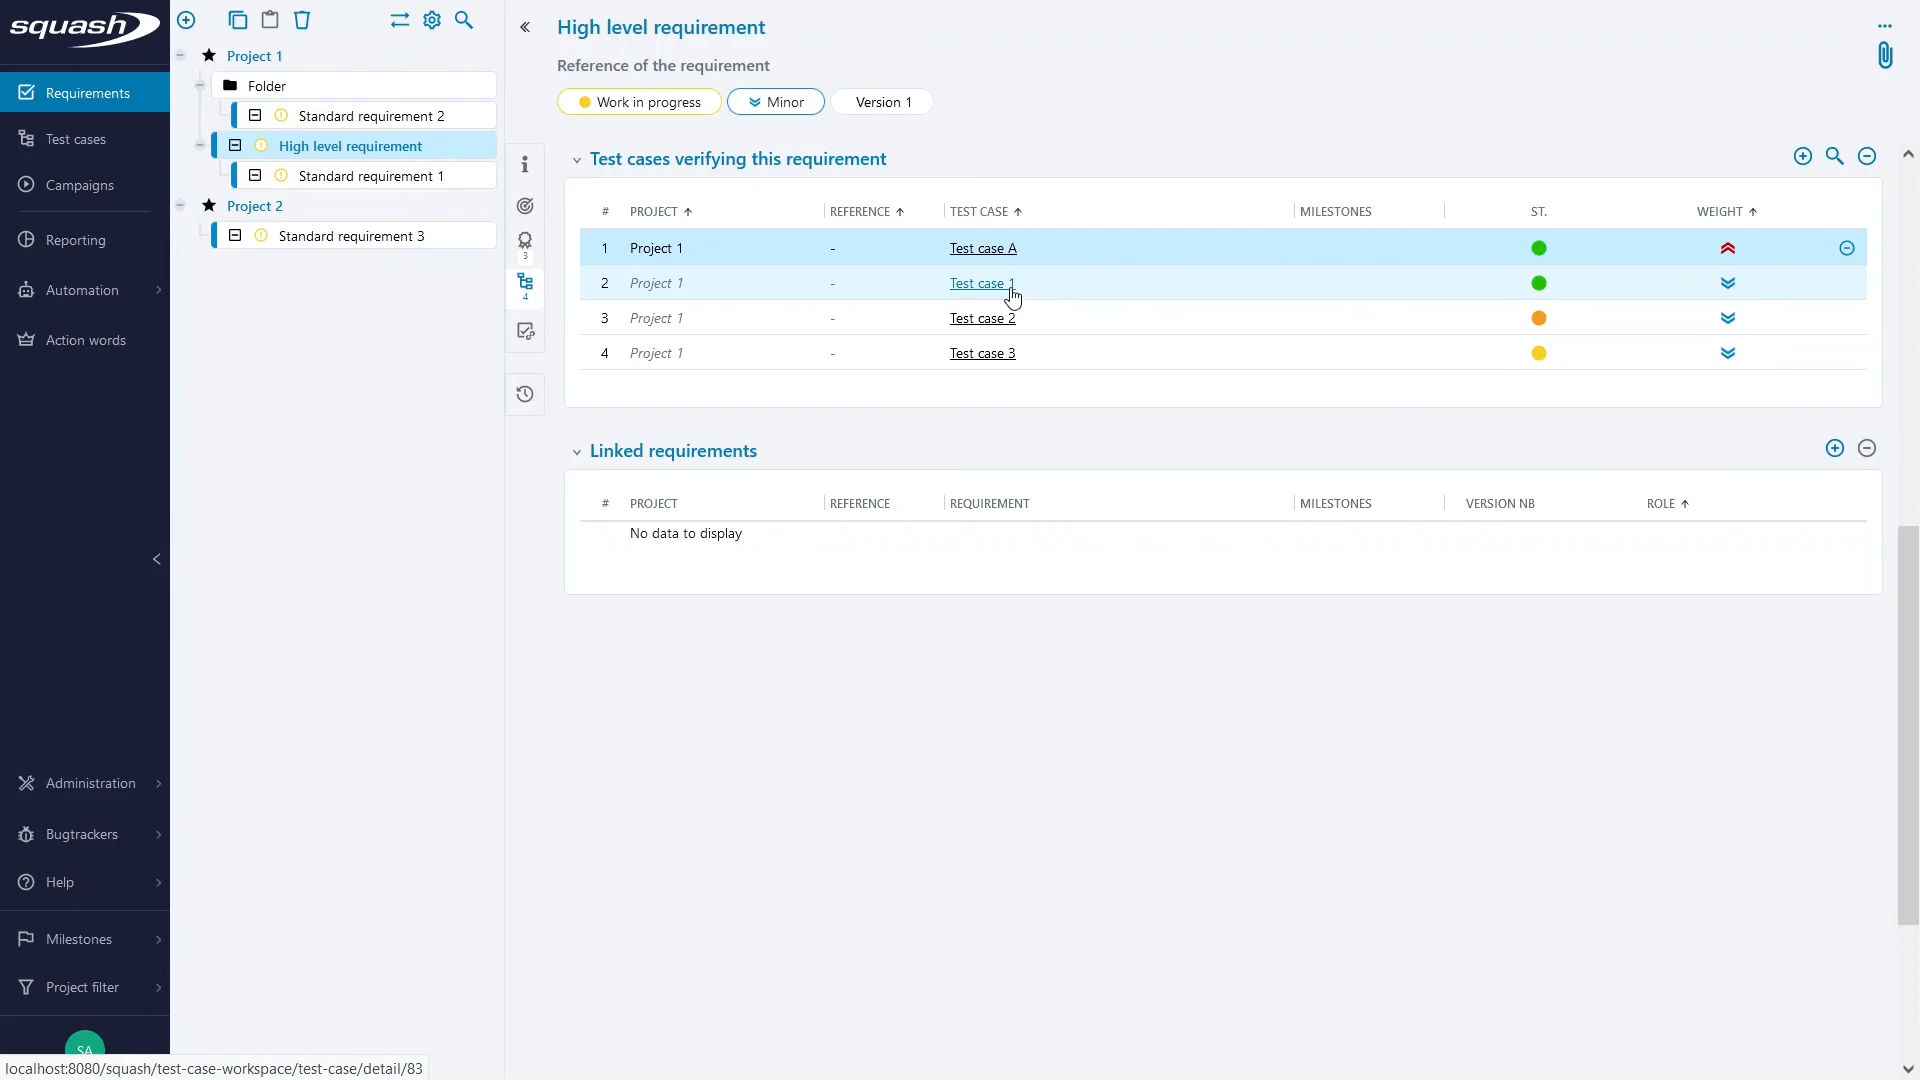 squash
Requirements
Test cases
Campaigns
Reporting
Automation
Action words
Administration
Bugtrackers
Help
Milestones
Project filter
SA
localhost:8080/squash/test-case-workspace/test-case/detail/83
Project 1
Folder
Standard requirement 2
High level requirement
Standard requirement 1
Project 2
Standard requirement 3
High level requirement
Reference of the requirement
Work in progress Minor Version 1
3
4
Test cases verifying this requirement
# PROJECT REFERENCE TEST CASE MILESTONES ST. WEIGHT
1 Project 1 - Test case A
2 Project 1 - Test case 1
3 Project 1 - Test case 2
4 Project 1 - Test case 3
Linked requirements
# PROJECT REFERENCE REQUIREMENT MILESTONES VERSION NB ROLE
No data to display